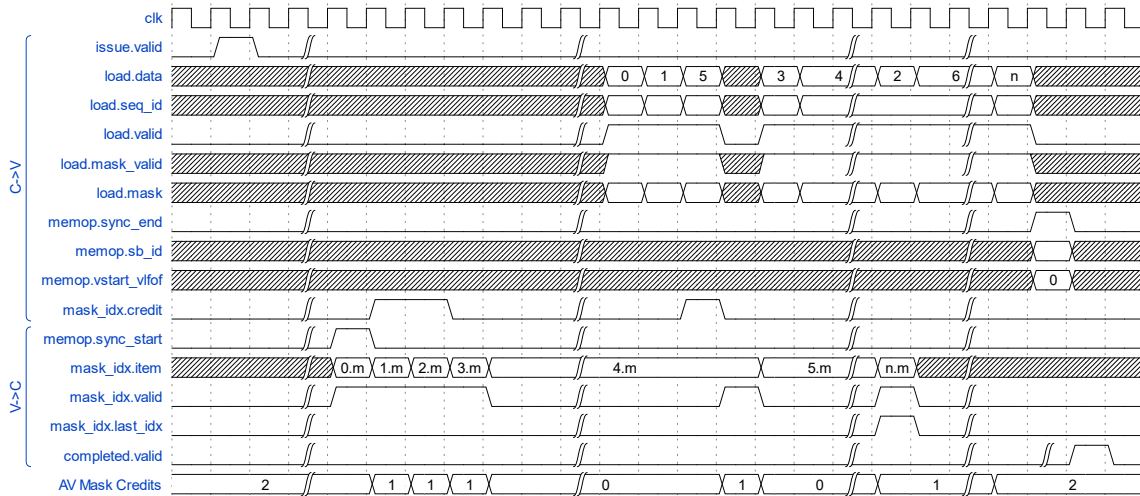 clk
issue.valid
load.data 0 1 5 3 4 2 6 n
load.seq_id
load.valid
load.mask_valid
load.mask
memop.sync_end
memop.sb_id
memop.vstart_vlfof 0
mask_idx.credit
C->V
memop.sync_start
mask_idx.item 0.m 1.m 2.m 3.m 4.m 5.m n.m
mask_idx.valid
mask_idx.last_idx
completed.valid
V->C
AV Mask Credits 2 1 1 1 0 1 0 1 2